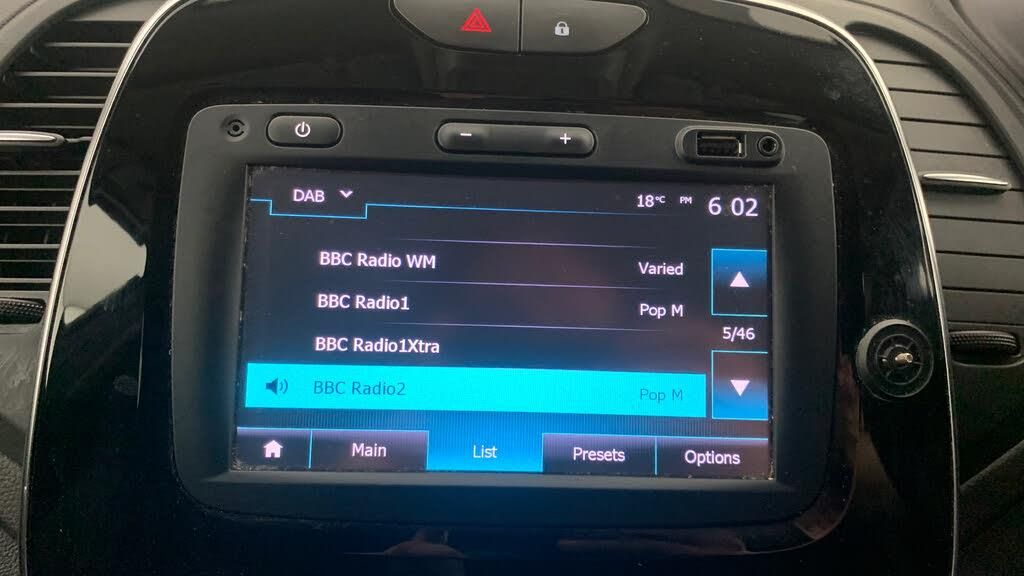 DAB 18°C PM 6 02
BBC Radio WM Varied
BBC Radio1 Pop M
5/46
BBC Radio1Xtra
BBC Radio2 Pop M
Main List Presets Options